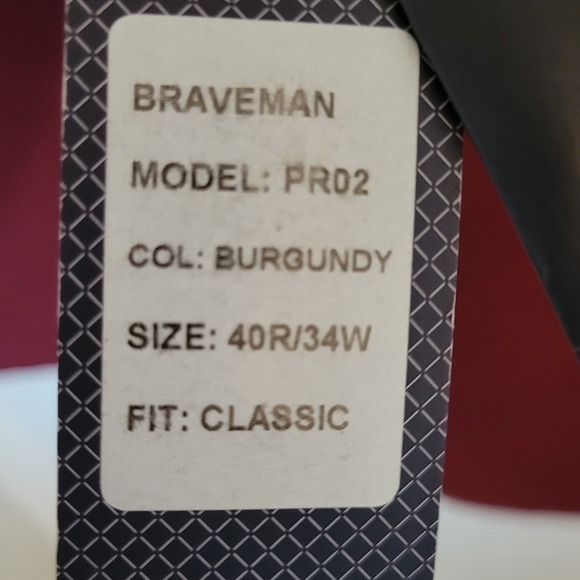 BRAVEMAN
MODEL: PR02
COL: BURGUNDY
SIZE: 40R/34W
FIT: CLASSIC